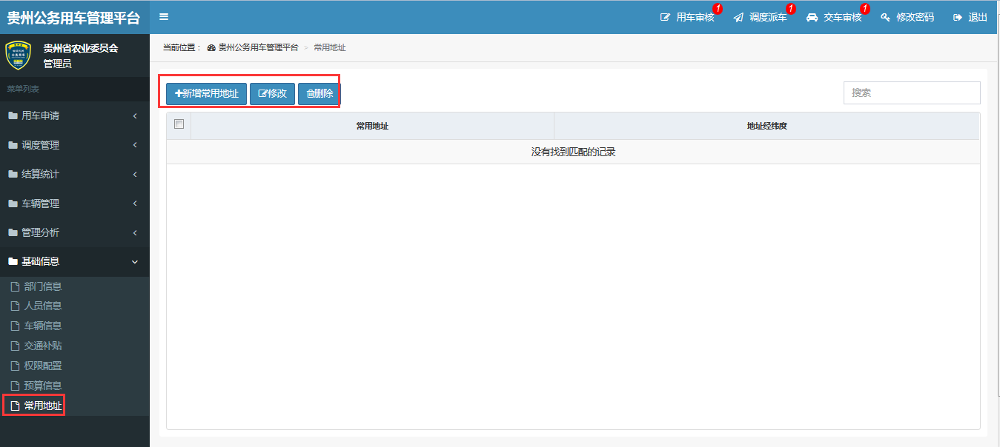 贵州公务用车管理平台
用车审核 1
调度派车 1
交车审核 1
修改密码
退出
贵州省农业委员会
管理员
当前位置： 贵州公务用车管理平台 > 常用地址
菜单列表
用车申请
调度管理
结算统计
车辆管理
管理分析
基础信息
部门信息
人员信息
车辆信息
交通补贴
权限配置
预算信息
常用地址
新增常用地址
修改
删除
搜索
常用地址
地址经纬度
没有找到匹配的记录